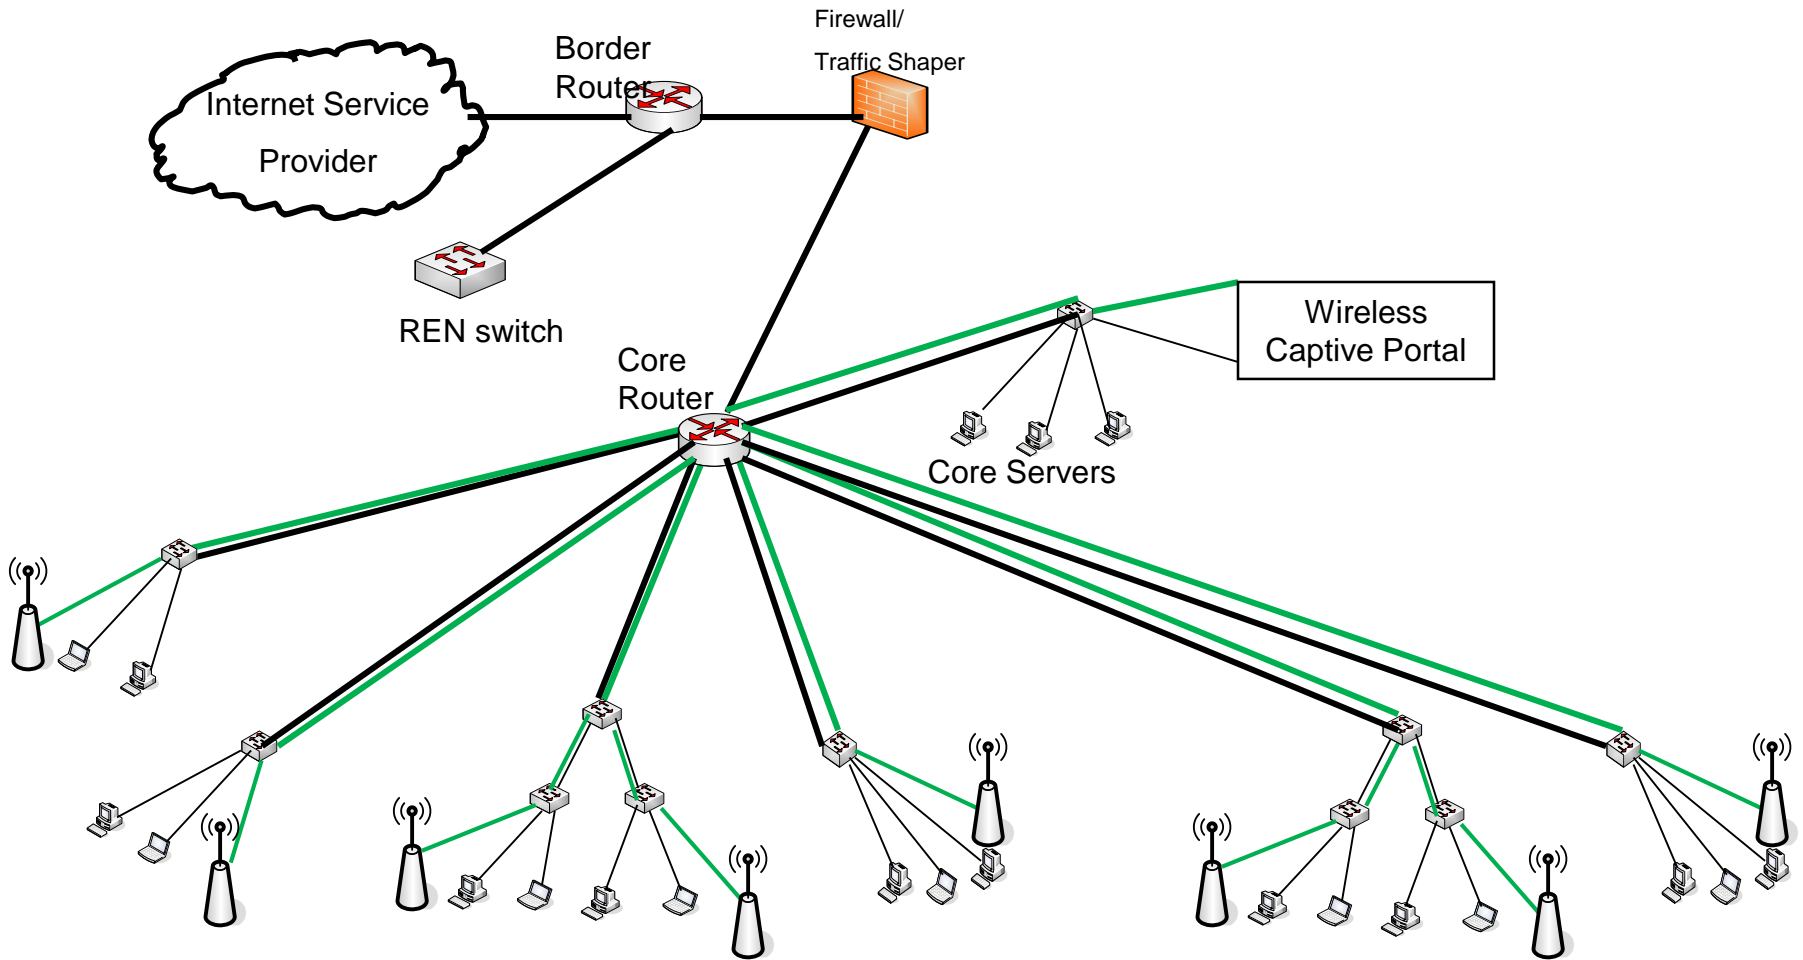 Firewall/
Traffic Shaper
Border
Router
Internet Service
Provider
REN switch
Wireless
Captive Portal
Core
Router
Core Servers